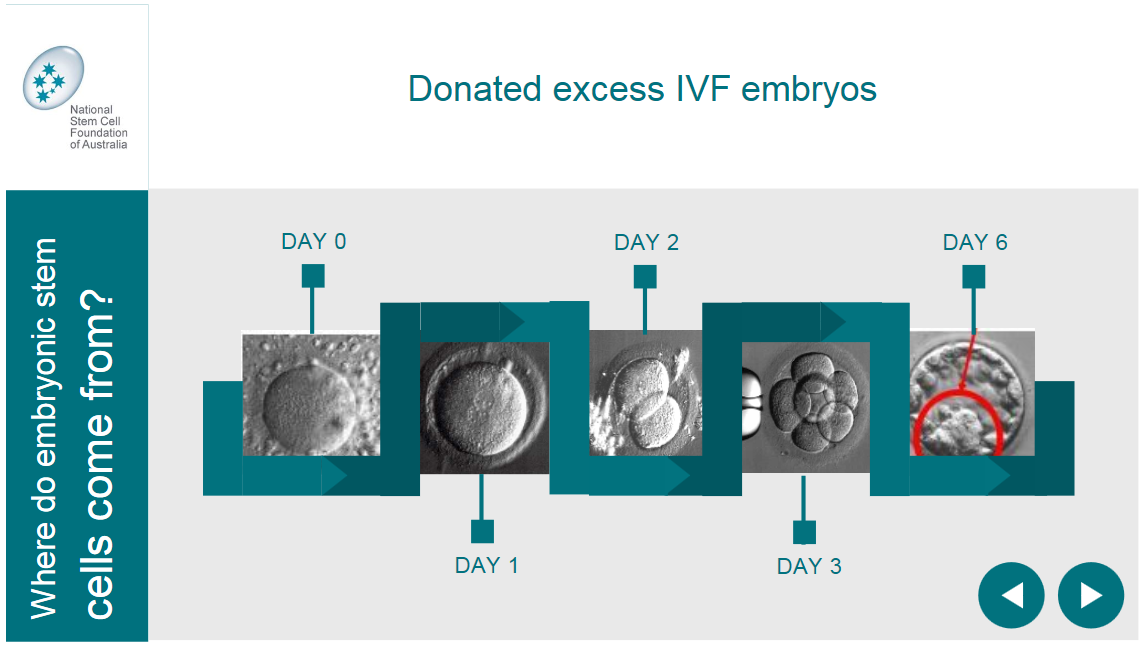 National
Stem Cell
Foundation
of Australia
Donated excess IVF embryos
Where do embryonic stem
cells come from?
DAY 0
DAY 2
DAY 6
DAY 1
DAY 3